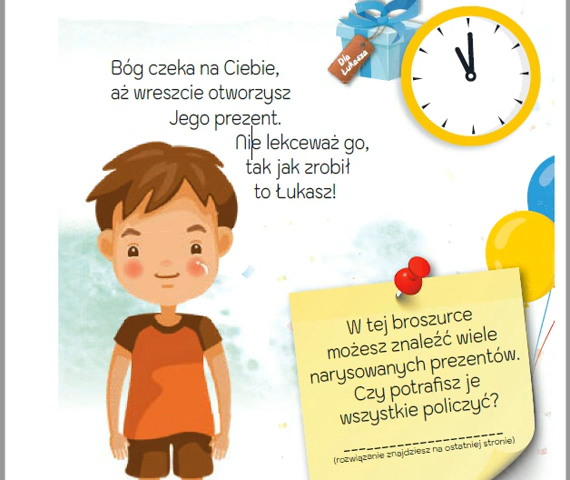 Dla
Łukasza
Bóg czeka na Ciebie,
aż wreszcie otworzysz
Jego prezent.
Nie lekceważ go,
tak jak zrobił
to Łukasz!
W tej broszurce
możesz znaleźć wiele
narysowanych prezentów.
Czy potrafisz je
wszystkie policzyć?
(rozwiązanie znajdziesz na ostatniej stronie)